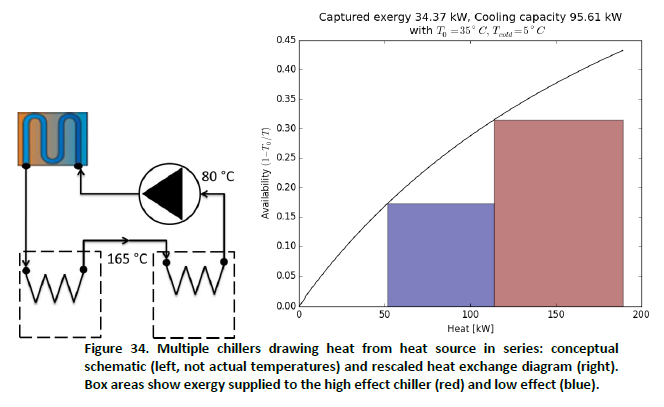 Captured exergy 34.37 kW, Cooling capacity 95.61 kW
with T₀ =35° C, T_cold=5° C
0.45
0.40
0.35
0.30
0.25
0.20
0.15
0.10
0.05
0.00
Availability (1−T₀/T)
0
50
100
150
200
Heat [kW]
80 °C
165 °C
Figure 34. Multiple chillers drawing heat from heat source in series: conceptual
schematic (left, not actual temperatures) and rescaled heat exchange diagram (right).
Box areas show exergy supplied to the high effect chiller (red) and low effect (blue).